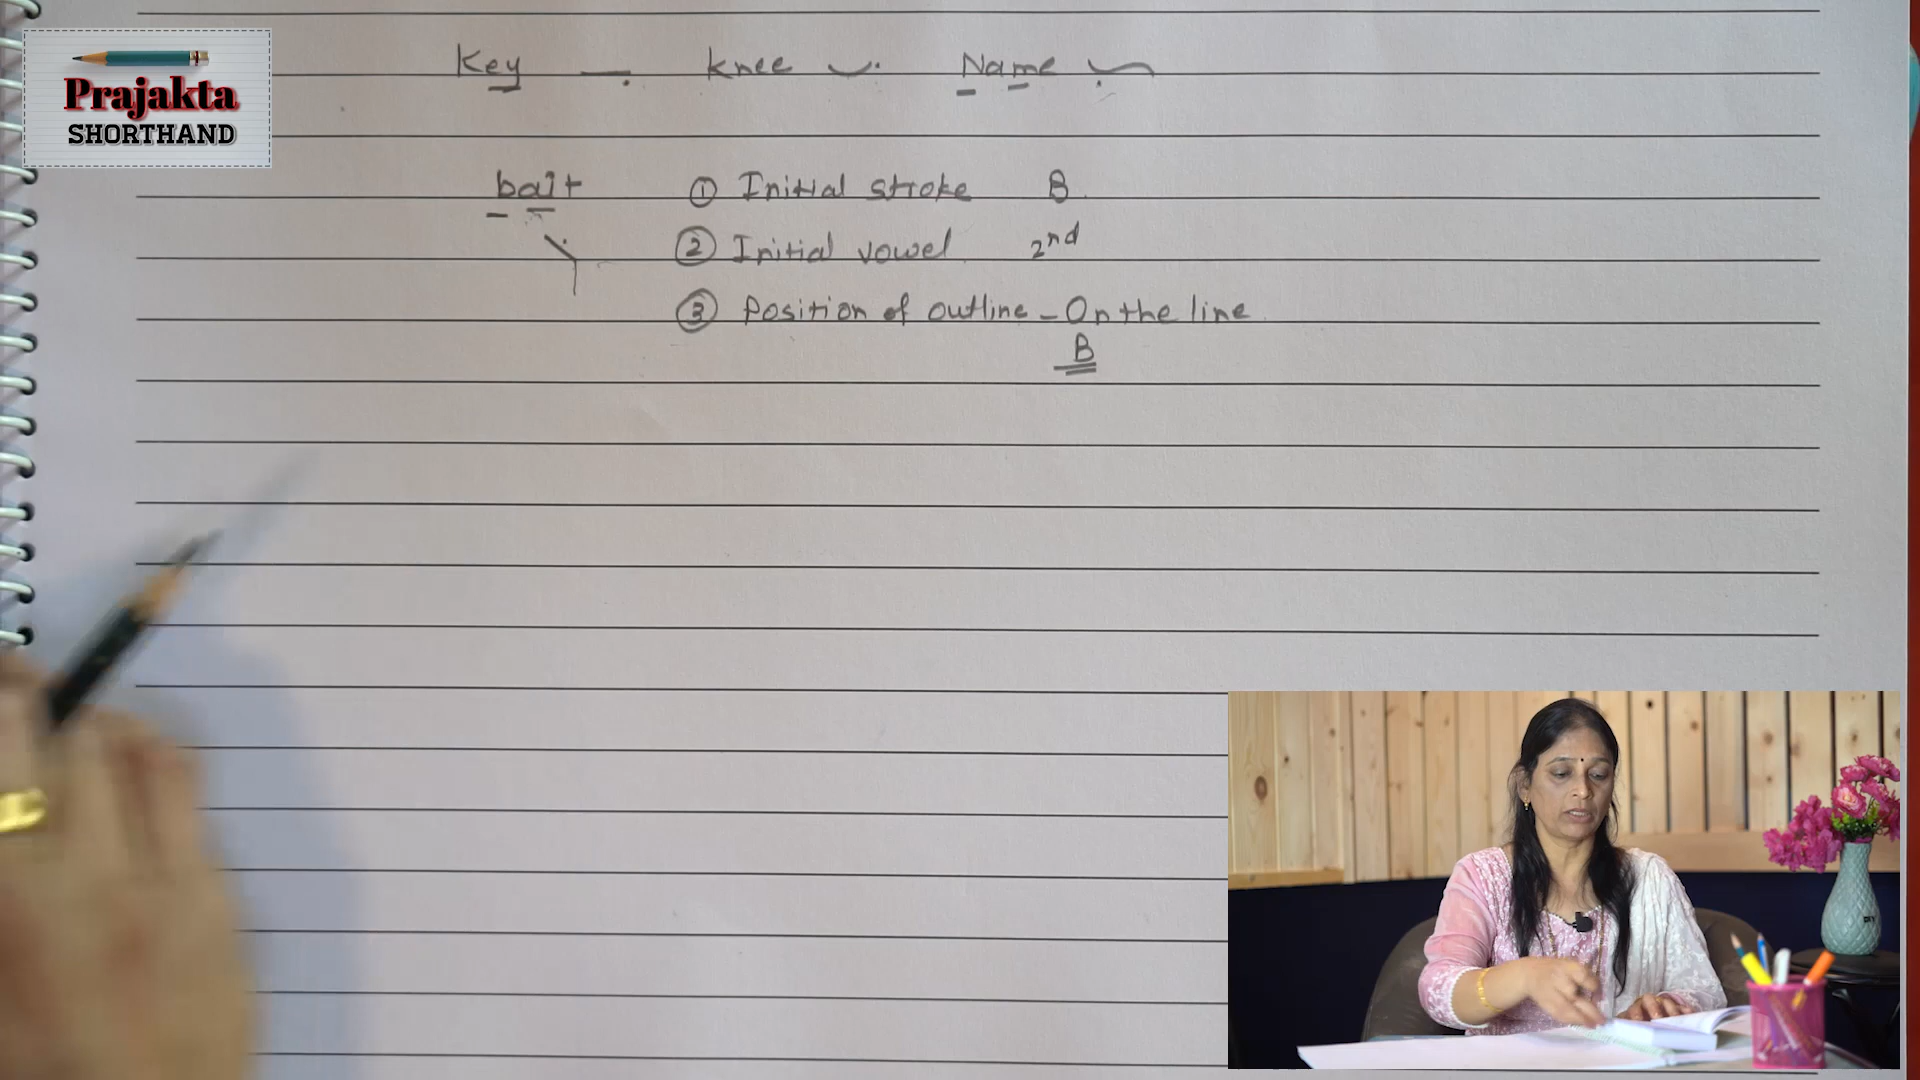 Prajakta
SHORTHAND
Key knee Name
bait ① Initial stroke B
② Initial vowel 2nd
③ Position of outline - On the line
B